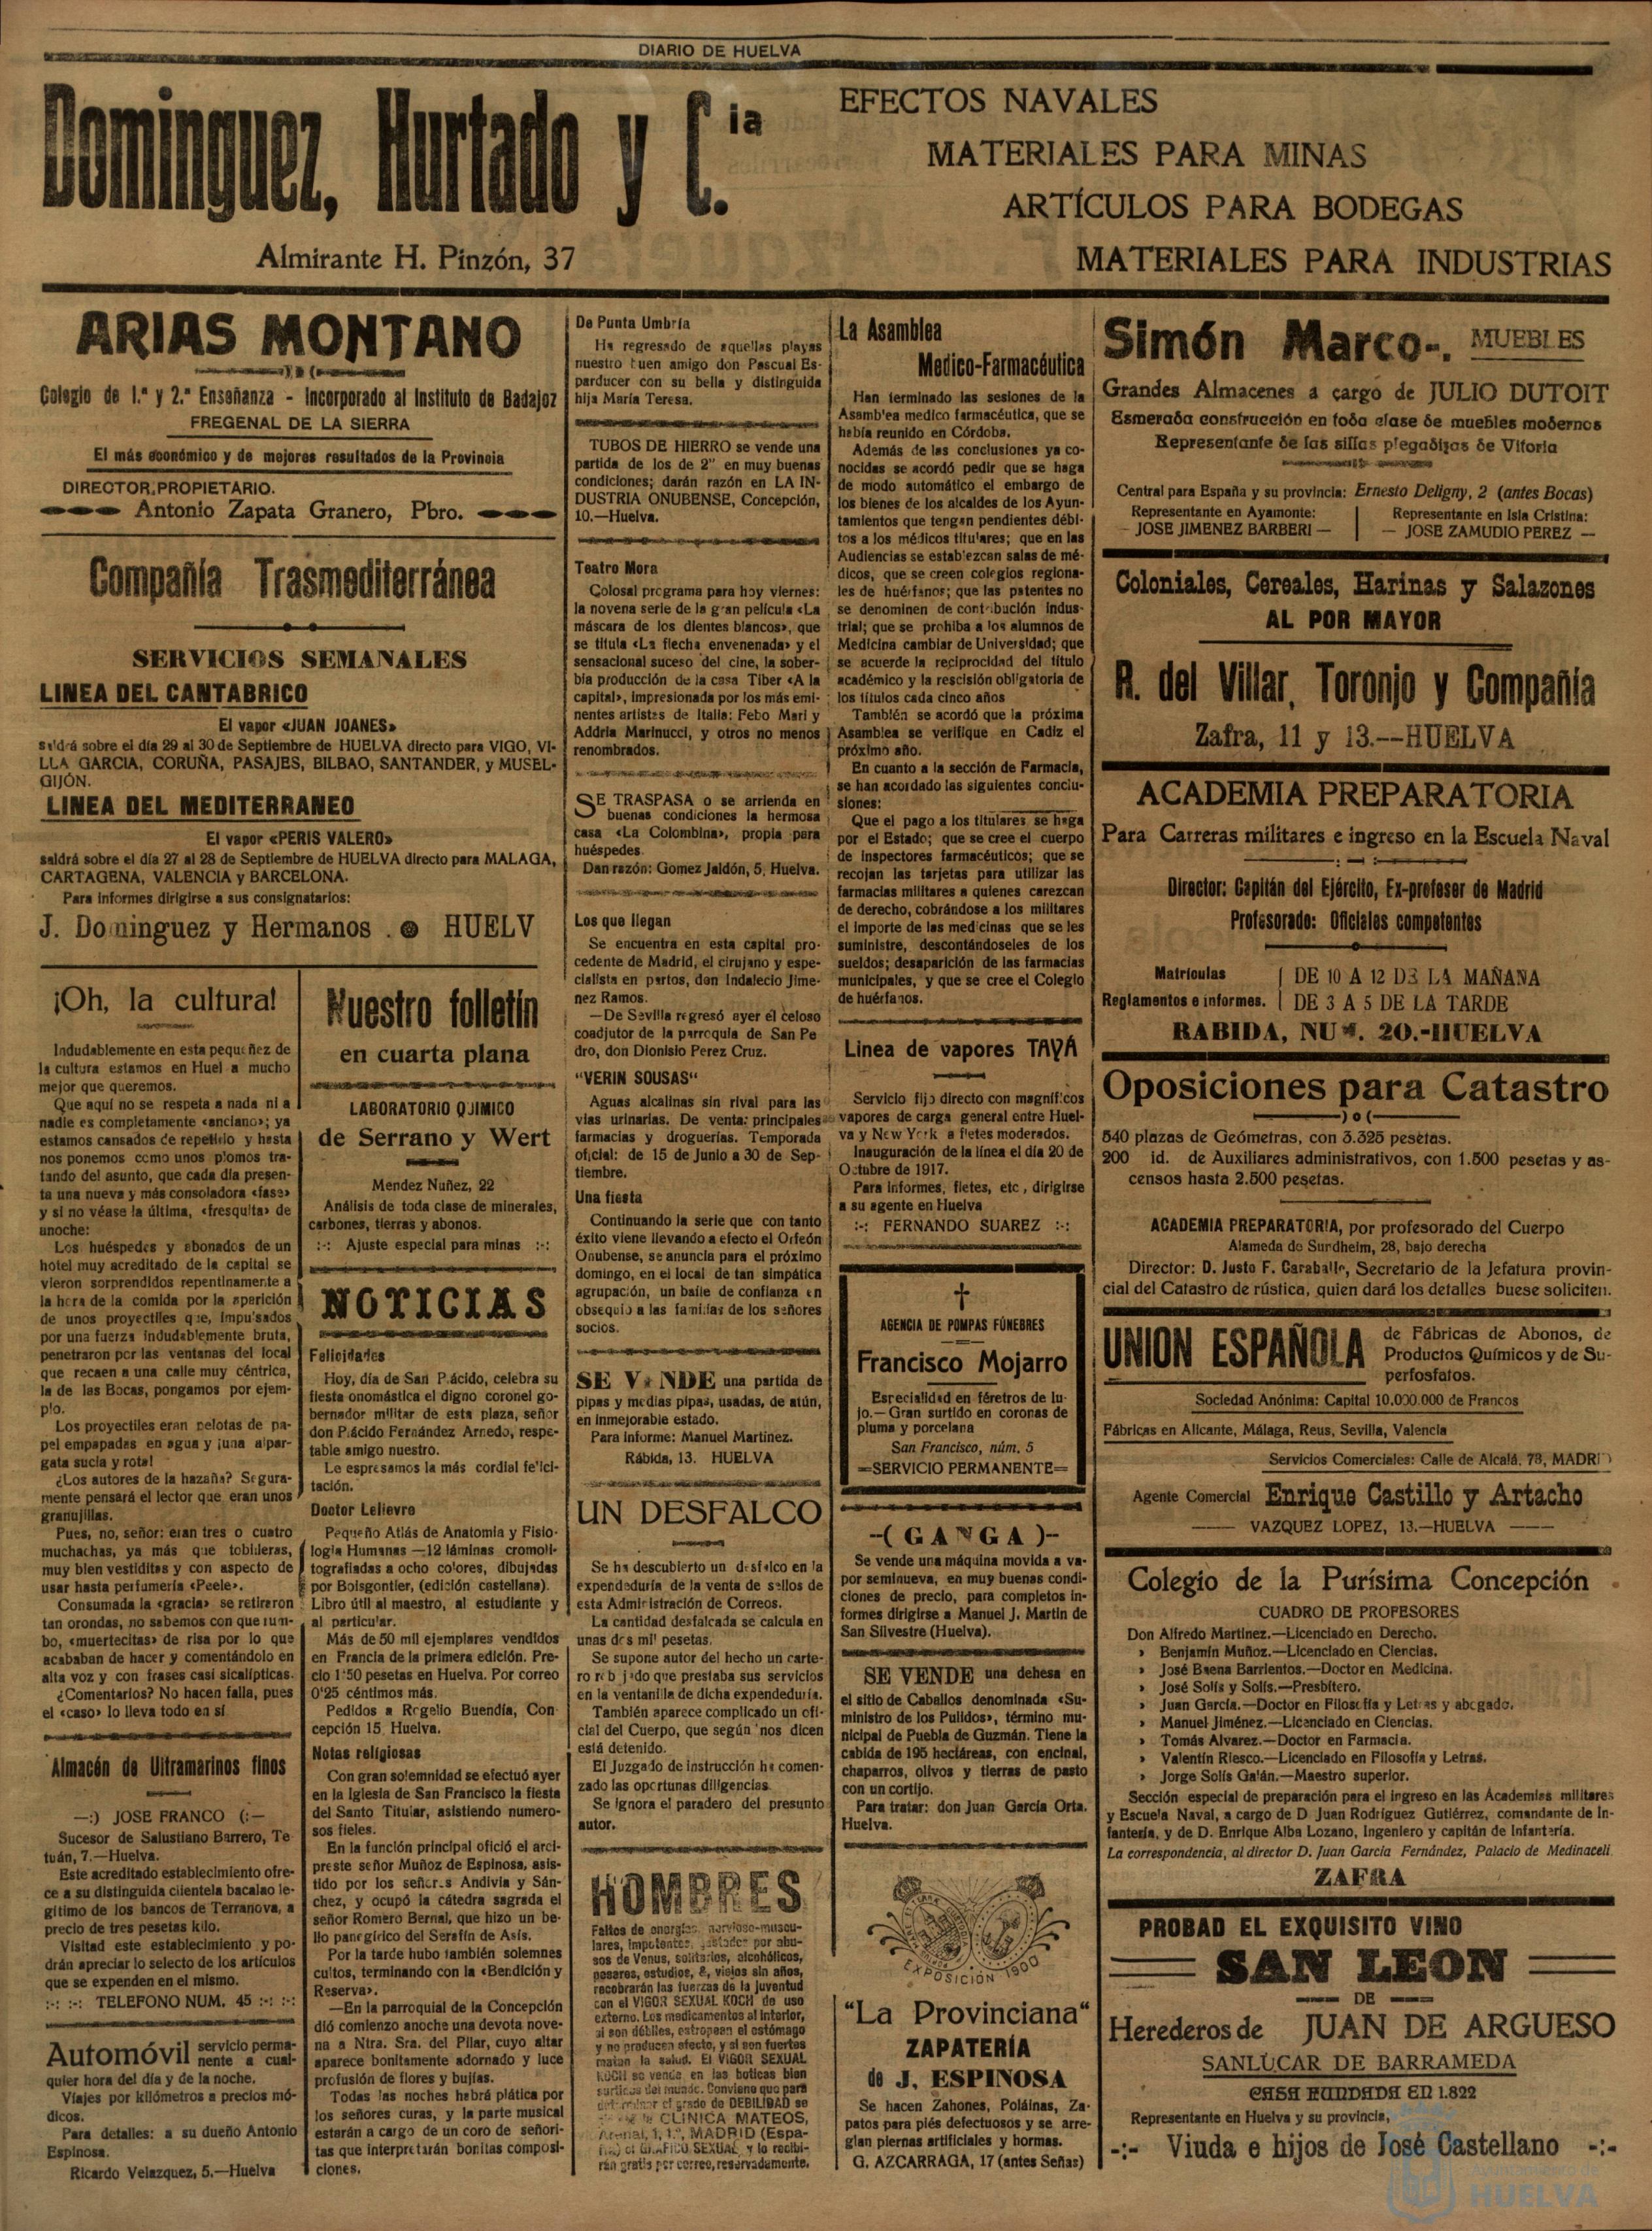 DIARIO DE HUELVA
Dominguez, Hurtado y C.ia
Almirante H. Pinzón, 37
EFECTOS NAVALES
MATERIALES PARA MINAS
ARTÍCULOS PARA BODEGAS
MATERIALES PARA INDUSTRIAS
ARIAS MONTANO
Colegio de 1.ª y 2.ª Enseñanza - Incorporado al Instituto de Badajoz
FREGENAL DE LA SIERRA
El más económico y de mejores resultados de la Provincia
DIRECTOR PROPIETARIO.
Antonio Zapata Granero, Pbro.
Compañía Trasmediterránea
SERVICIOS SEMANALES
LINEA DEL CANTABRICO
El vapor «JUAN JOANES»
saldrá sobre el día 29 al 30 de Septiembre de HUELVA directo para VIGO, VI-
LLA GARCIA, CORUÑA, PASAJES, BILBAO, SANTANDER, y MUSEL-
GIJÓN.
LINEA DEL MEDITERRANEO
El vapor «PERIS VALERO»
saldrá sobre el día 27 al 28 de Septiembre de HUELVA directo para MALAGA,
CARTAGENA, VALENCIA y BARCELONA.
Para informes dirigirse a sus consignatarios:
J. Dominguez y Hermanos . HUELV
¡Oh, la cultura!
Indudablemente en esta pequeñez de
la cultura estamos en Huel a mucho
mejor que queremos.
Que aquí no se respeta a nada ni a
nadie es completamente «anciano»; ya
estamos cansados de repetirlo y hasta
nos ponemos como unos plomos tra-
tando del asunto, que cada día presen-
ta una nueva y más consoladora «fase»
y si no véase la última, «fresquita» de
anoche:
Los huéspedes y abonados de un
hotel muy acreditado de la capital se
vieron sorprendidos repentinamente a
la hora de la comida por la aparición
de unos proyectiles que, impulsados
por una fuerza indudablemente bruta,
penetraron por las ventanas del local
que recaen a una calle muy céntrica,
la de las Bocas, pongamos por ejem-
plo.
Los proyectiles eran pelotas de pa-
pel empapadas en agua y ¡una alpar-
gata sucia y rota!
¿Los autores de la hazaña? Segura-
mente pensará el lector que eran unos
granujillas.
Pues, no, señor: eran tres o cuatro
muchachas, ya más que tobilleras,
muy bien vestiditas y con aspecto de
usar hasta perfumería «Peele».
Consumada la «gracia» se retiraron
tan orondas, no sabemos con que rum-
bo, «muertecitas» de risa por lo que
acababan de hacer y comentándolo en
alta voz y con frases casi sicalípticas.
¿Comentarios? No hacen falla, pues
el «caso» lo lleva todo en sí
Almacén de Ultramarinos finos
—:) JOSE FRANCO (:—
Sucesor de Salustiano Barrero, Te
tuán, 7.—Huelva.
Este acreditado establecimiento ofre-
ce a su distinguida clientela bacalao le-
gítimo de los bancos de Terranova, a
precio de tres pesetas kilo.
Visitad este establecimiento y po-
drán apreciar lo selecto de los artículos
que se expenden en el mismo.
:-: :-: TELEFONO NUM. 45 :-: :-:
Automóvil servicio perma-
nente a cual-
quier hora del día y de la noche.
Viajes por kilómetros a precios mó-
dicos.
Para detalles: a su dueño Antonio
Espinosa.
Ricardo Velazquez, 5.—Huelva
Nuestro folletín
en cuarta plana
LABORATORIO QUIMICO
de Serrano y Wert
Mendez Nuñez, 22
Análisis de toda clase de minerales,
carbones, tierras y abonos.
:-: Ajuste especial para minas :-:
NOTICIAS
Felicidades
Hoy, día de San Plácido, celebra su
fiesta onomástica el digno coronel go-
bernador militar de esta plaza, señor
don Plácido Fernández Arnedo, respe-
table amigo nuestro.
Le espresamos la más cordial felici-
tación.
Doctor Lelievre
Pequeño Atlás de Anatomia y Fisio-
logia Humanas —12 láminas cromoli-
tografiadas a ocho colores, dibujadas
por Boisgontier, (edición castellana).
Libro útil al maestro, al estudiante y
al particular.
Más de 50 mil ejemplares vendidos
en Francia de la primera edición. Pre-
cio 1'50 pesetas en Huelva. Por correo
0'25 céntimos más.
Pedidos a Rogelio Buendía, Con
cepción 15 Huelva.
Notas religiosas
Con gran solemnidad se efectuó ayer
en la Iglesia de San Francisco la fiesta
del Santo Titular, asistiendo numero-
sos fieles.
En la función principal ofició el arci-
preste señor Muñoz de Espinosa, asis-
tido por los señores Andivia y Sán-
chez, y ocupó la cátedra sagrada el
señor Romero Bernal, que hizo un be-
llo panegírico del Serafín de Asís.
Por la tarde hubo también solemnes
cultos, terminando con la «Bendición y
Reserva».
—En la parroquial de la Concepción
dió comienzo anoche una devota nove-
na a Ntra. Sra. del Pilar, cuyo altar
aparece bonitamente adornado y luce
profusión de flores y bujías.
Todas las noches habrá plática por
los señores curas, y la parte musical
estarán a cargo de un coro de señori-
tas que interpretarán bonitas composi-
ciones.
De Punta Umbría
Ha regresado de aquellas playas
nuestro buen amigo don Pascual Es-
parducer con su bella y distinguida
hija María Teresa.
TUBOS DE HIERRO se vende una
partida de los de 2" en muy buenas
condiciones; darán razón en LA IN-
DUSTRIA ONUBENSE, Concepción,
10.—Huelva.
Teatro Mora
Colosal programa para hoy viernes:
la novena serie de la gran película «La
máscara de los dientes blancos», que
se titula «La flecha envenenada» y el
sensacional suceso del cine, la sober-
bia producción de la casa Tiber «A la
capital», impresionada por los más emi-
nentes artistas de Italia: Febo Mari y
Addria Marinucci, y otros no menos
renombrados.
SE TRASPASA o se arrienda en
buenas condiciones la hermosa
casa «La Colombina», propia para
huéspedes.
Dan razón: Gomez Jaldón, 5, Huelva.
Los que llegan
Se encuentra en esta capital pro-
cedente de Madrid, el cirujano y espe-
cialista en partos, don Indalecio Jime-
nez Ramos.
—De Sevilla regresó ayer el celoso
coadjutor de la parroquia de San Pe
dro, don Dionisio Perez Cruz.
"VERIN SOUSAS"
Aguas alcalinas sin rival para las
vias urinarias. De venta: principales
farmacias y droguerías. Temporada
oficial: de 15 de Junio a 30 de Sep-
tiembre.
Una fiesta
Continuando la serie que con tanto
éxito viene llevando a efecto el Orfeón
Onubense, se anuncia para el próximo
domingo, en el local de tan simpática
agrupación, un baile de confianza en
obsequio a las familias de los señores
socios.
SE VENDE una partida de
pipas y medias pipas, usadas, de atún,
en inmejorable estado.
Para informe: Manuel Martinez.
Rábida, 13. HUELVA
UN DESFALCO
Se ha descubierto un desfalco en la
expendeduría de la venta de sellos de
esta Administración de Correos.
La cantidad desfalcada se calcula en
unas dos mil pesetas.
Se supone autor del hecho un carte-
ro rebajado que prestaba sus servicios
en la ventanilla de dicha expendeduría.
También aparece complicado un ofi-
cial del Cuerpo, que según nos dicen
está detenido.
El Juzgado de instrucción ha comen-
zado las oportunas diligencias
Se ignora el paradero del presunto
autor.
HOMBRES
Faltos de energías, nervioso-muscu-
lares, impotentes, gastados por abu-
sos de Venus, solitarios, alcohólicos,
pesares, estudios, &, viejos sin años,
recobrarán las fuerzas de la juventud
con el VIGOR SEXUAL KOCH de uso
externo. Los medicamentos al interior,
si son débiles, estropean el estómago
y no producen efecto, y si son fuertes
matan la salud. El VIGOR SEXUAL
KOCH se vende en las boticas bien
surtidas del mundo. Conviene que para
determinar el grado de DEBILIDAD se
la CLINICA MATEOS,
Arenal, 1, 1.º, MADRID (Espa-
ña) el GRAFICO SEXUAL y lo recibi-
rán gratis por correo, reservadamente.
La Asamblea
Medico-Farmacéutica
Han terminado las sesiones de la
Asamblea medico farmacéutica, que se
había reunido en Córdoba.
Además de las conclusiones ya co-
nocidas se acordó pedir que se haga
de modo automático el embargo de
los bienes de los alcaldes de los Ayun-
tamientos que tengan pendientes débi-
tos a los médicos titulares; que en las
Audiencias se establezcan salas de mé-
dicos, que se creen colegios regiona-
les de huérfanos; que las patentes no
se denominen de contribución indus-
trial; que se prohiba a los alumnos de
Medicina cambiar de Universidad; que
se acuerde la reciprocidad del título
académico y la rescisión obligatoria de
los títulos cada cinco años
También se acordó que la próxima
Asamblea se verifique en Cadiz el
próximo año.
En cuanto a la sección de Farmacia,
se han acordado las siguientes conclu-
siones:
Que el pago a los titulares se haga
por el Estado; que se cree el cuerpo
de inspectores farmacéuticos; que se
recojan las tarjetas para utilizar las
farmacias militares a quienes carezcan
de derecho, cobrándose a los militares
el importe de las medicinas que se les
suministre, descontándoseles de los
sueldos; desaparición de las farmacias
municipales, y que se cree el Colegio
de huérfanos.
Linea de vapores TAYÁ
Servicio fijo directo con magníficos
vapores de carga general entre Huel-
va y New York a fletes moderados.
Inauguración de la línea el día 20 de
Octubre de 1917.
Para informes, fletes, etc, dirigirse
a su agente en Huelva
:-: FERNANDO SUAREZ :-:
AGENCIA DE POMPAS FÚNEBRES
Francisco Mojarro
Especialidad en féretros de lu-
jo.—Gran surtido en coronas de
pluma y porcelana
San Francisco, núm. 5
=SERVICIO PERMANENTE=
-( GANGA )-
Se vende una máquina movida a va-
por seminueva, en muy buenas condi-
ciones de precio, para completos in-
formes dirigirse a Manuel J. Martin de
San Silvestre (Huelva).
SE VENDE una dehesa en
el sitio de Caballos denominada «Su-
ministro de los Pulidos», término mu-
nicipal de Puebla de Guzmán. Tiene la
cabida de 195 hectáreas, con encinal,
chaparros, olivos y tierras de pasto
con un cortijo.
Para tratar: don Juan García Orta.
Huelva.
EXPOSICIÓN 1900
"La Provinciana"
ZAPATERÍA
de J. ESPINOSA
Se hacen Zahones, Poláinas, Za-
patos para piés defectuosos y se arre-
glan piernas artificiales y hormas.
G. AZCARRAGA, 17 (antes Señas)
Simón Marco-. MUEBLES
Grandes Almacenes a cargo de JULIO DUTOIT
Esmerada construcción en toda clase de muebles modernos
Representante de las sillas plegadizas de Vitoria
Central para España y su provincia: Ernesto Deligny, 2 (antes Bocas)
Representante en Ayamonte:
— JOSE JIMENEZ BARBERI —
Representante en Isla Cristina:
— JOSE ZAMUDIO PEREZ —
Coloniales, Cereales, Harinas y Salazones
AL POR MAYOR
R. del Villar, Toronjo y Compañía
Zafra, 11 y 13.--HUELVA
ACADEMIA PREPARATORIA
Para Carreras militares e ingreso en la Escuela Naval
Director: Capitán del Ejército, Ex-profesor de Madrid
Profesorado: Oficiales competentes
Matrículas DE 10 A 12 DE LA MAÑANA
Reglamentos e informes. DE 3 A 5 DE LA TARDE
RABIDA, NUM. 20.-HUELVA
Oposiciones para Catastro
540 plazas de Geómetras, con 3.325 pesetas.
200 id. de Auxiliares administrativos, con 1.500 pesetas y as-
censos hasta 2.500 pesetas.
ACADEMIA PREPARATORIA, por profesorado del Cuerpo
Alameda de Surdheim, 28, bajo derecha
Director: D. Justo F. Caraballo, Secretario de la Jefatura provin-
cial del Catastro de rústica, quien dará los detalles buese soliciten.
UNION ESPAÑOLA de Fábricas de Abonos, de
Productos Químicos y de Su-
perfosfatos.
Sociedad Anónima: Capital 10.000.000 de Francos
Fábricas en Alicante, Málaga, Reus, Sevilla, Valencia
Servicios Comerciales: Calle de Alcalá, 73, MADRID
Agente Comercial Enrique Castillo y Artacho
VAZQUEZ LOPEZ, 13.—HUELVA
Colegio de la Purísima Concepción
CUADRO DE PROFESORES
Don Alfredo Martinez.—Licenciado en Derecho.
» Benjamín Muñoz.—Licenciado en Ciencias.
» José Baena Barrientos.—Doctor en Medicina.
» José Solís y Solís.—Presbítero.
» Juan García.—Doctor en Filosofía y Letras y abogado.
» Manuel Jiménez.—Licenciado en Ciencias.
» Tomás Alvarez.—Doctor en Farmacia.
» Valentín Riesco.—Licenciado en Filosofía y Letras.
» Jorge Solís Galán.—Maestro superior.
Sección especial de preparación para el ingreso en las Academias militares
y Escuela Naval, a cargo de D Juan Rodríguez Gutiérrez, comandante de In-
fantería, y de D. Enrique Alba Lozano, Ingeniero y capitán de Infantería.
La correspondencia, al director D. Juan García Fernández, Palacio de Medinaceli
ZAFRA
PROBAD EL EXQUISITO VINO
SAN LEON
DE
Herederos de JUAN DE ARGUESO
SANLÚCAR DE BARRAMEDA
CASA FUNDADA EN 1.822
Representante en Huelva y su provincia,
-:- Viuda e hijos de José Castellano -:-
Ayuntamiento de
HUELVA